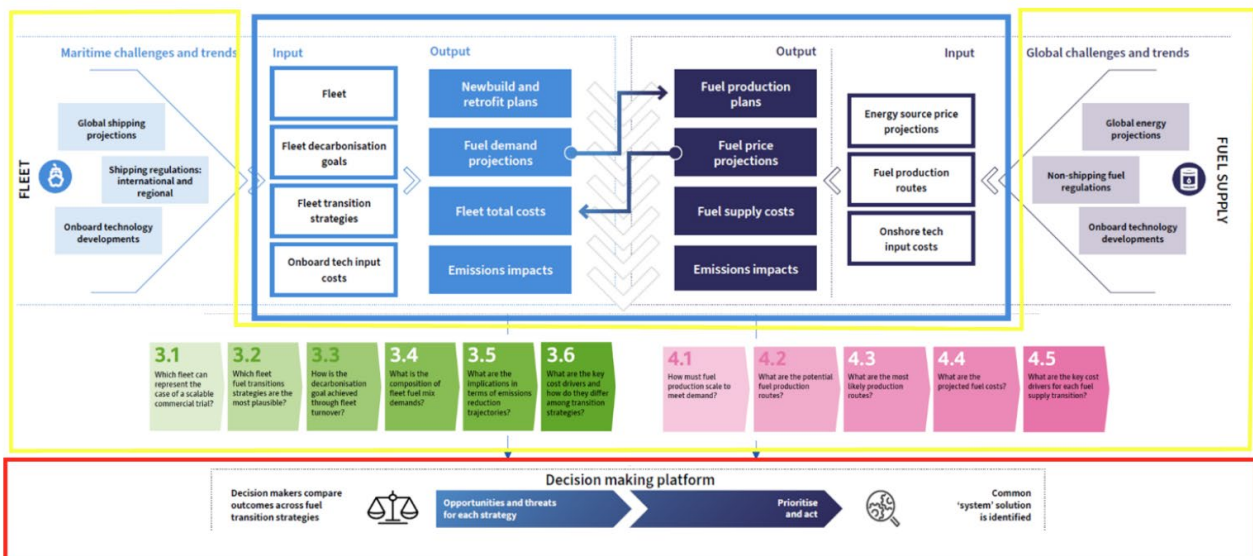 Maritime challenges and trends
Input
Output
Output
Input
Global challenges and trends
FLEET
Global shipping
projections
Shipping regulations:
international and
regional
Onboard technology
developments
Fleet
Fleet decarbonisation
goals
Fleet transition
strategies
Onboard tech input
costs
Newbuild and
retrofit plans
Fuel demand
projections
Fleet total costs
Emissions impacts
Fuel production
plans
Fuel price
projections
Fuel supply costs
Emissions impacts
Energy source price
projections
Fuel production
routes
Onshore tech
input costs
Global energy
projections
Non-shipping fuel
regulations
Onboard technology
developments
FUEL SUPPLY
3.1
Which fleet can
represent the
case of a scalable
commercial trial?
3.2
Which fleet
fuel transitions
strategies are the
most plausible?
3.3
How is the
decarbonisation
goal achieved
through fleet
turnover?
3.4
What is the
composition of
fleet fuel mix
demands?
3.5
What are the
implications in
terms of emissions
reduction
trajectories?
3.6
What are the key
cost drivers and
how do they differ
among transition
strategies?
4.1
How must fuel
production scale to
meet demand?
4.2
What are the potential
fuel production
routes?
4.3
What are the most
likely production
routes?
4.4
What are the
projected fuel costs?
4.5
What are the key cost
drivers for each fuel
supply transition?
Decision making platform
Decision makers compare
outcomes across fuel
transition strategies
Opportunities and threats
for each strategy
Prioritise
and act
Common
'system' solution
is identified